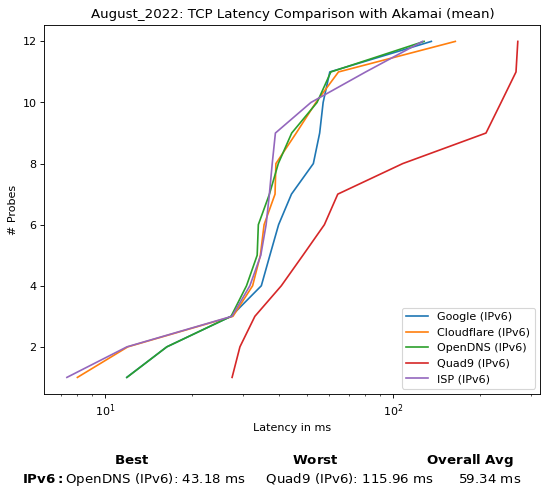 August_2022: TCP Latency Comparison with Akamai (mean)
12
10
8
6
4
2
# Probes
Google (IPv6)
Cloudflare (IPv6)
OpenDNS (IPv6)
Quad9 (IPv6)
ISP (IPv6)
10¹ 10²
Latency in ms
Best Worst Overall Avg
IPv6: OpenDNS (IPv6): 43.18 ms Quad9 (IPv6): 115.96 ms 59.34 ms